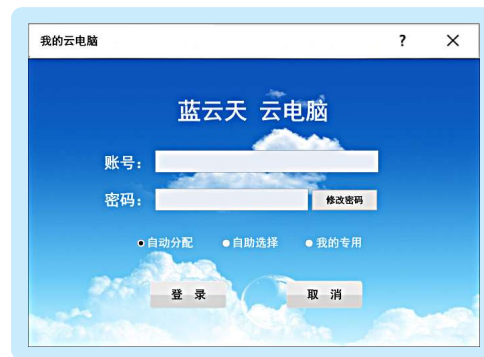 我的云电脑 ? ×
蓝云天 云电脑
账号：
密码： 修改密码
自动分配 自助选择 我的专用
登 录 取 消